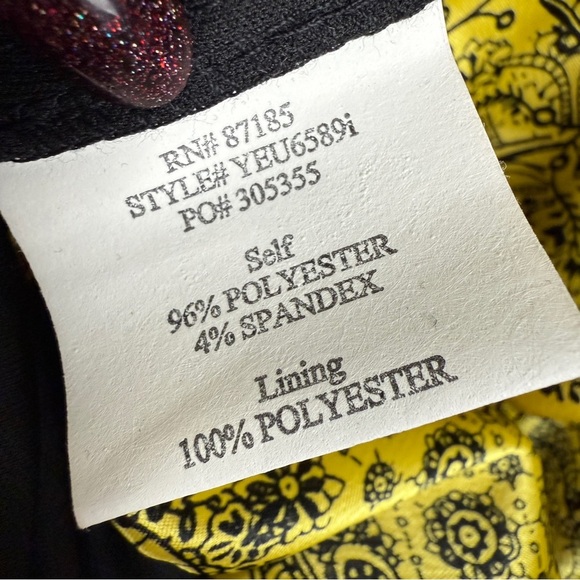 RN# 87185
STYLE# YEU6589i
PO# 305355
Self
96% POLYESTER
4% SPANDEX
Lining
100% POLYESTER